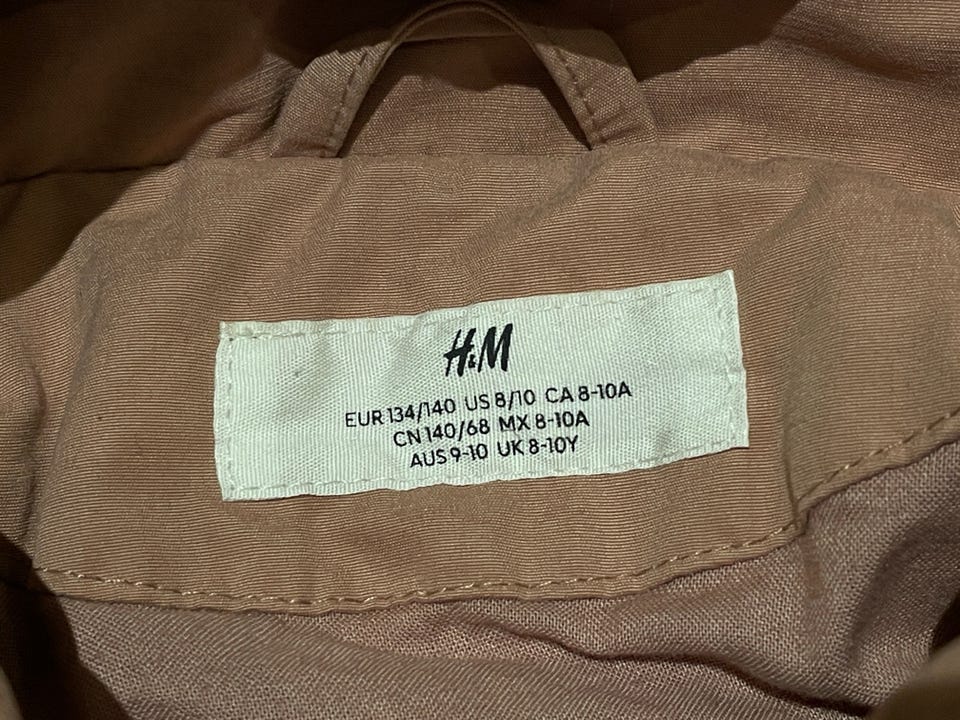 H&M
EUR 134/140 US 8/10 CA 8-10A
CN 140/68 MX 8-10A
AUS 9-10 UK 8-10Y